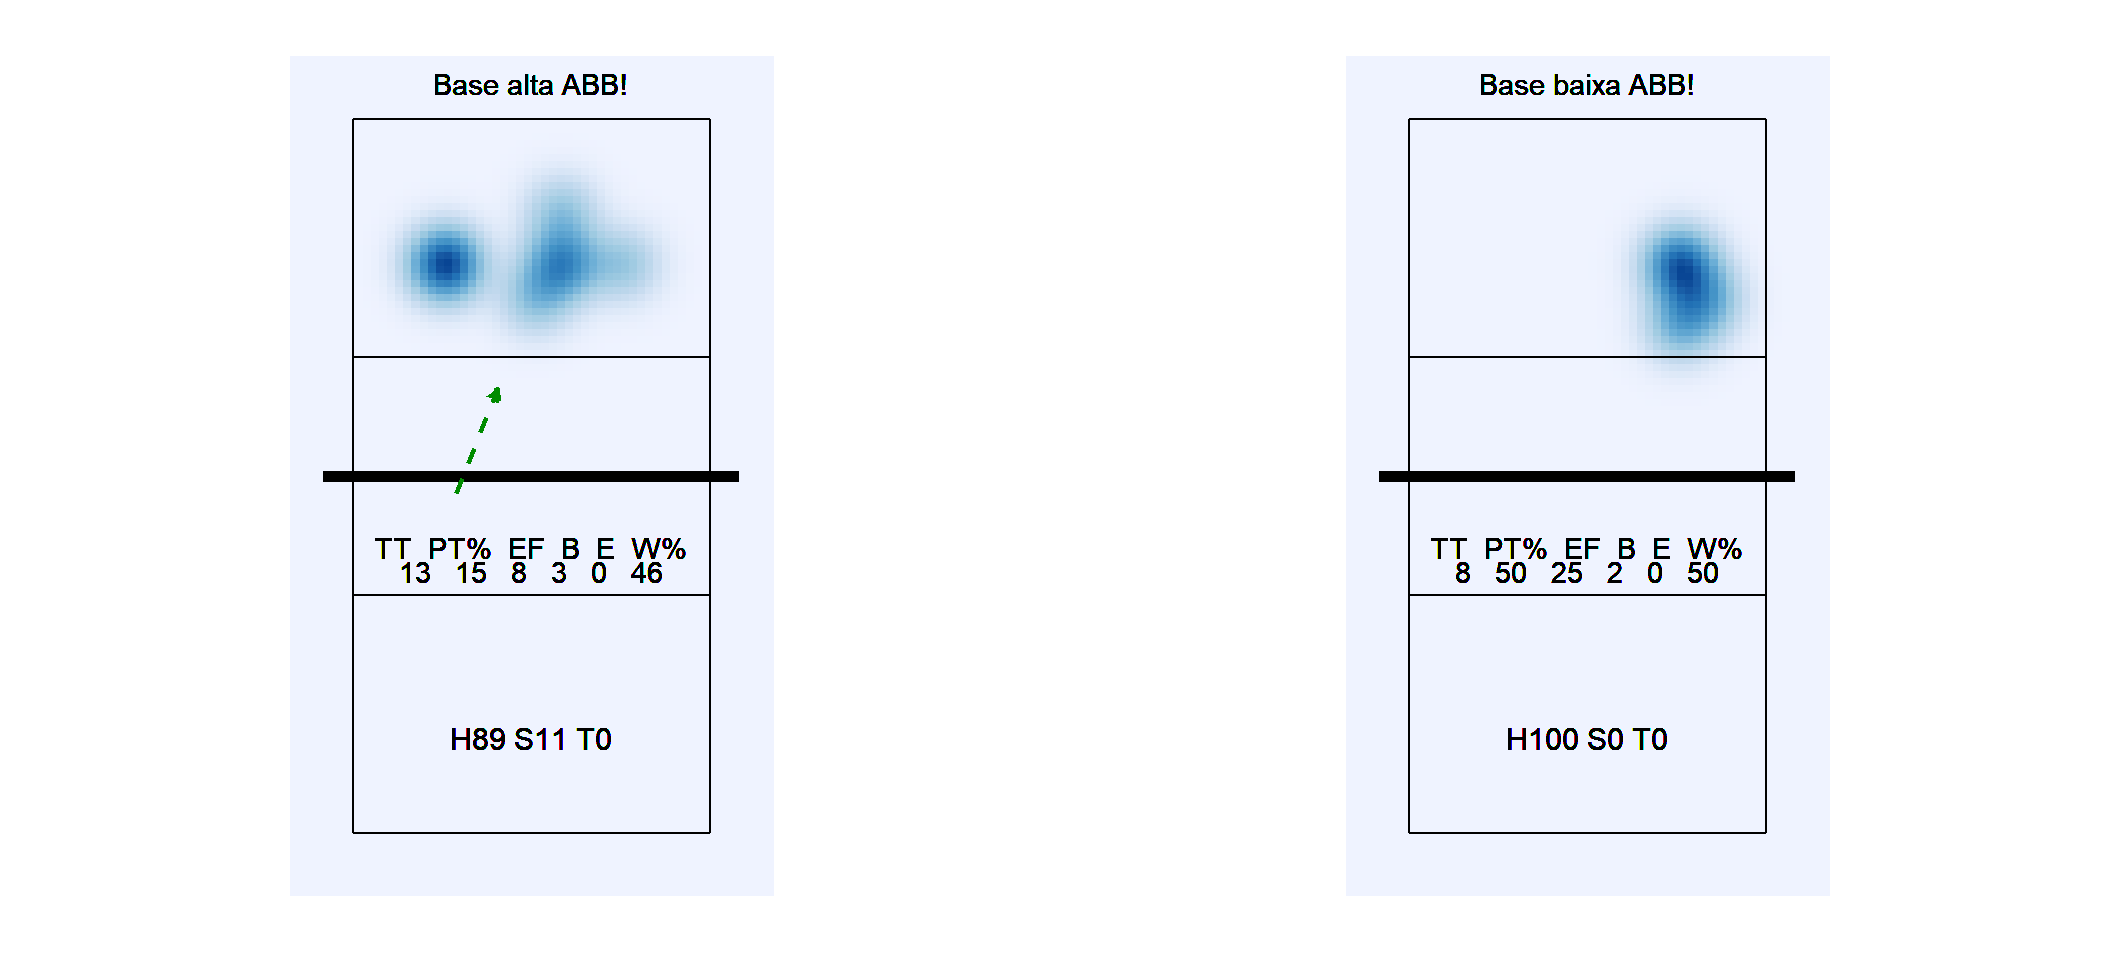 Base alta ABB!
TT PT% EF B E W%
13 15 8 3 0 46
H89 S11 T0
Base baixa ABB!
TT PT% EF B E W%
8 50 25 2 0 50
H100 S0 T0